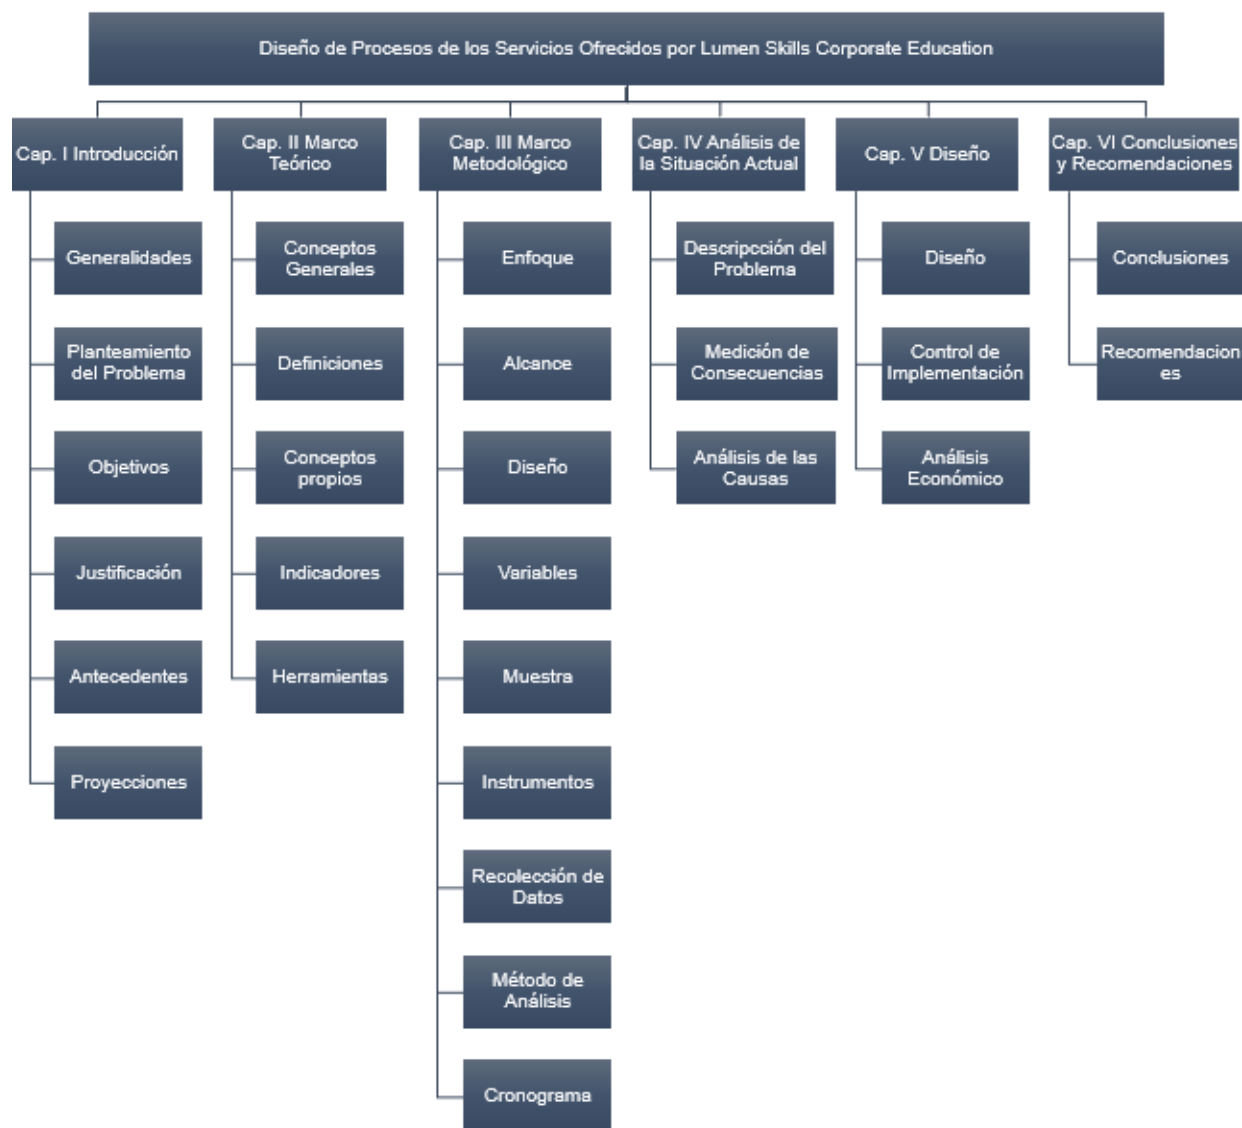 Diseño de Procesos de los Servicios Ofrecidos por Lumen Skills Corporate Education
Cap. I Introducción
Generalidades
Planteamiento
del Problema
Objetivos
Justificación
Antecedentes
Proyecciones
Cap. II Marco
Teórico
Conceptos
Generales
Definiciones
Conceptos
propios
Indicadores
Herramientas
Cap. III Marco
Metodológico
Enfoque
Alcance
Diseño
Variables
Muestra
Instrumentos
Recolección de
Datos
Método de
Análisis
Cronograma
Cap. IV Análisis de
la Situación Actual
Descripcción del
Problema
Medición de
Consecuencias
Análisis de las
Causas
Cap. V Diseño
Diseño
Control de
Implementación
Análisis
Económico
Cap. VI Conclusiones
y Recomendaciones
Conclusiones
Recomendacion
es